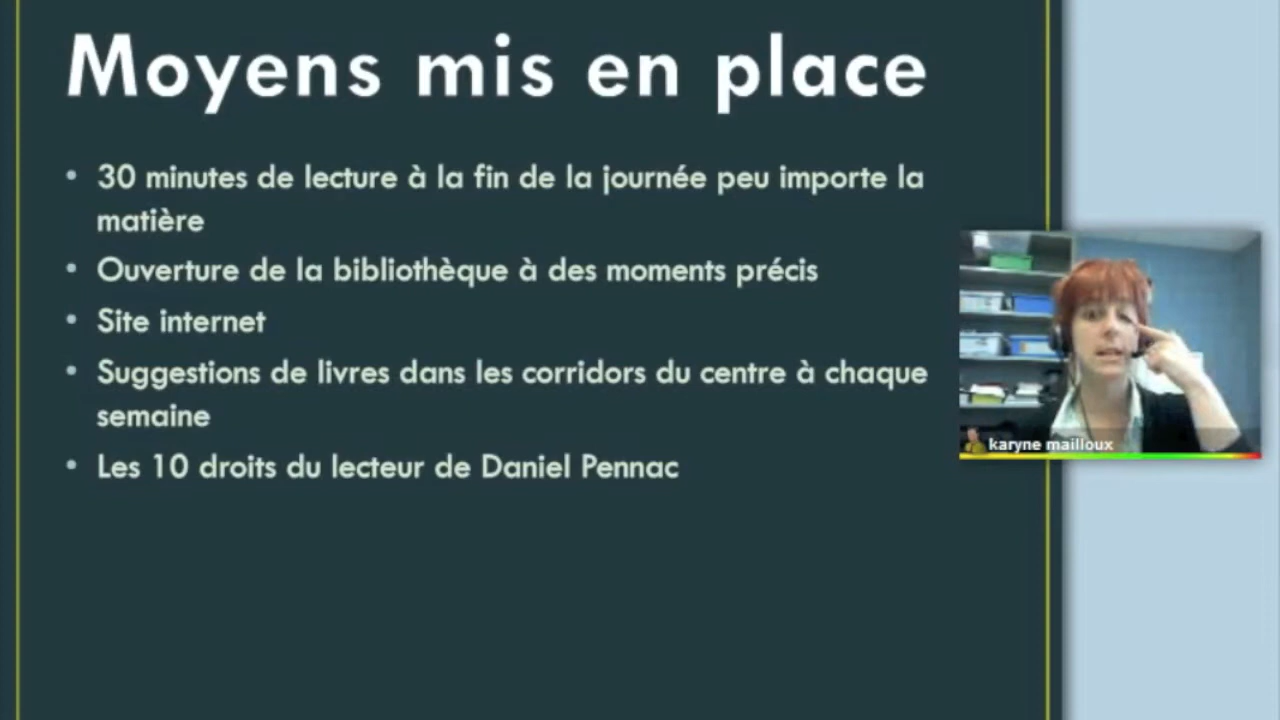 Moyens mis en place
• 30 minutes de lecture à la fin de la journée peu importe la
matière
• Ouverture de la bibliothèque à des moments précis
• Site internet
• Suggestions de livres dans les corridors du centre à chaque
semaine
• Les 10 droits du lecteur de Daniel Pennac
karyne mailloux